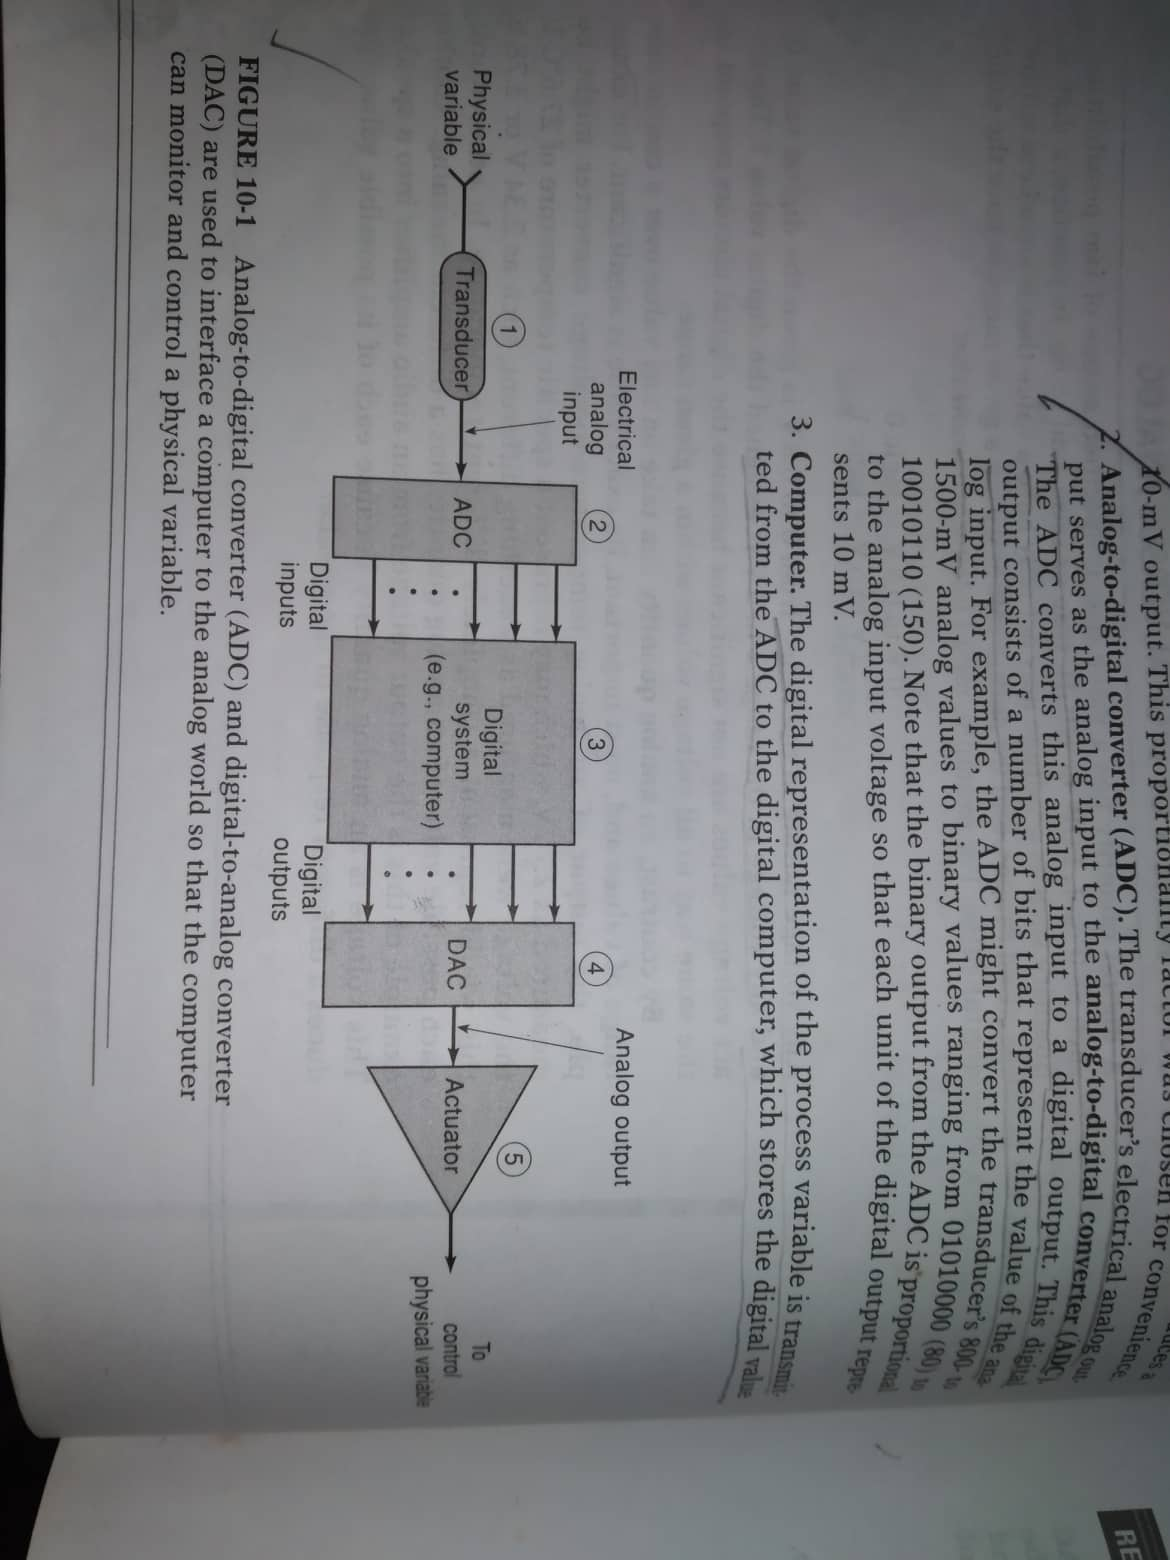 10-mV output. This proportionality factor was chosen for convenience.
2. Analog-to-digital converter (ADC). The transducer's electrical analog out-
put serves as the analog input to the analog-to-digital converter (ADC).
The ADC converts this analog input to a digital output. This digital
output consists of a number of bits that represent the value of the ana-
log input. For example, the ADC might convert the transducer's 800- to
1500-mV analog values to binary values ranging from 01010000 (80) to
10010110 (150). Note that the binary output from the ADC is proportional
to the analog input voltage so that each unit of the digital output repre-
sents 10 mV.
3. Computer. The digital representation of the process variable is transmit-
ted from the ADC to the digital computer, which stores the digital value
Electrical
analog
input
Analog output
1
2
3
4
5
Physical
variable
Transducer
ADC
Digital
system
(e.g., computer)
DAC
Actuator
To
control
physical variable
Digital
inputs
Digital
outputs
FIGURE 10-1 Analog-to-digital converter (ADC) and digital-to-analog converter
(DAC) are used to interface a computer to the analog world so that the computer
can monitor and control a physical variable.
RE